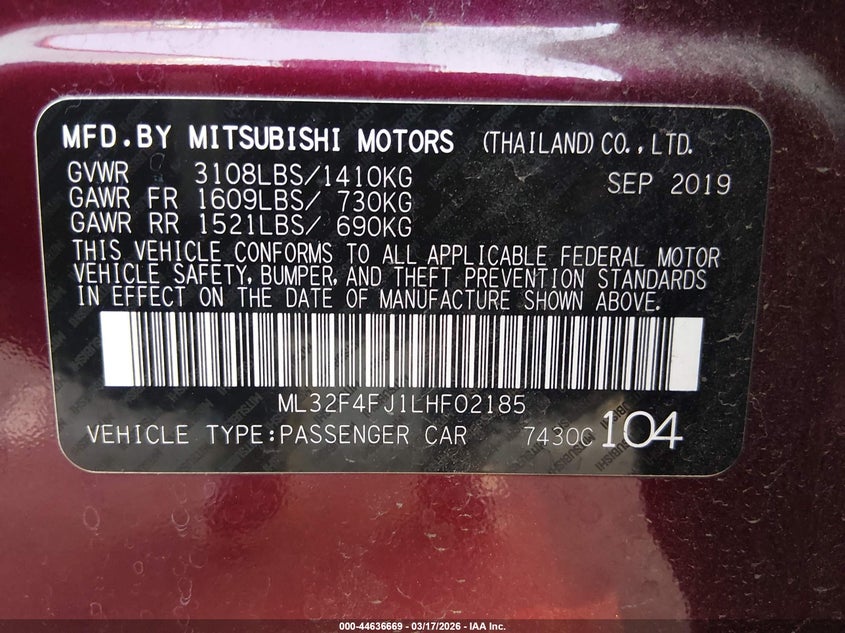 MFD.BY MITSUBISHI MOTORS (THAILAND) CO., LTD.
GVWR 3108LBS/1410KG SEP 2019
GAWR FR 1609LBS/ 730KG
GAWR RR 1521LBS/ 690KG
THIS VEHICLE CONFORMS TO ALL APPLICABLE FEDERAL MOTOR
VEHICLE SAFETY, BUMPER, AND THEFT PREVENTION STANDARDS
IN EFFECT ON THE DATE OF MANUFACTURE SHOWN ABOVE.
ML32F4FJ1LHF02185
VEHICLE TYPE:PASSENGER CAR 7430C 104
000-44636669 - 03/17/2026 - IAA Inc.